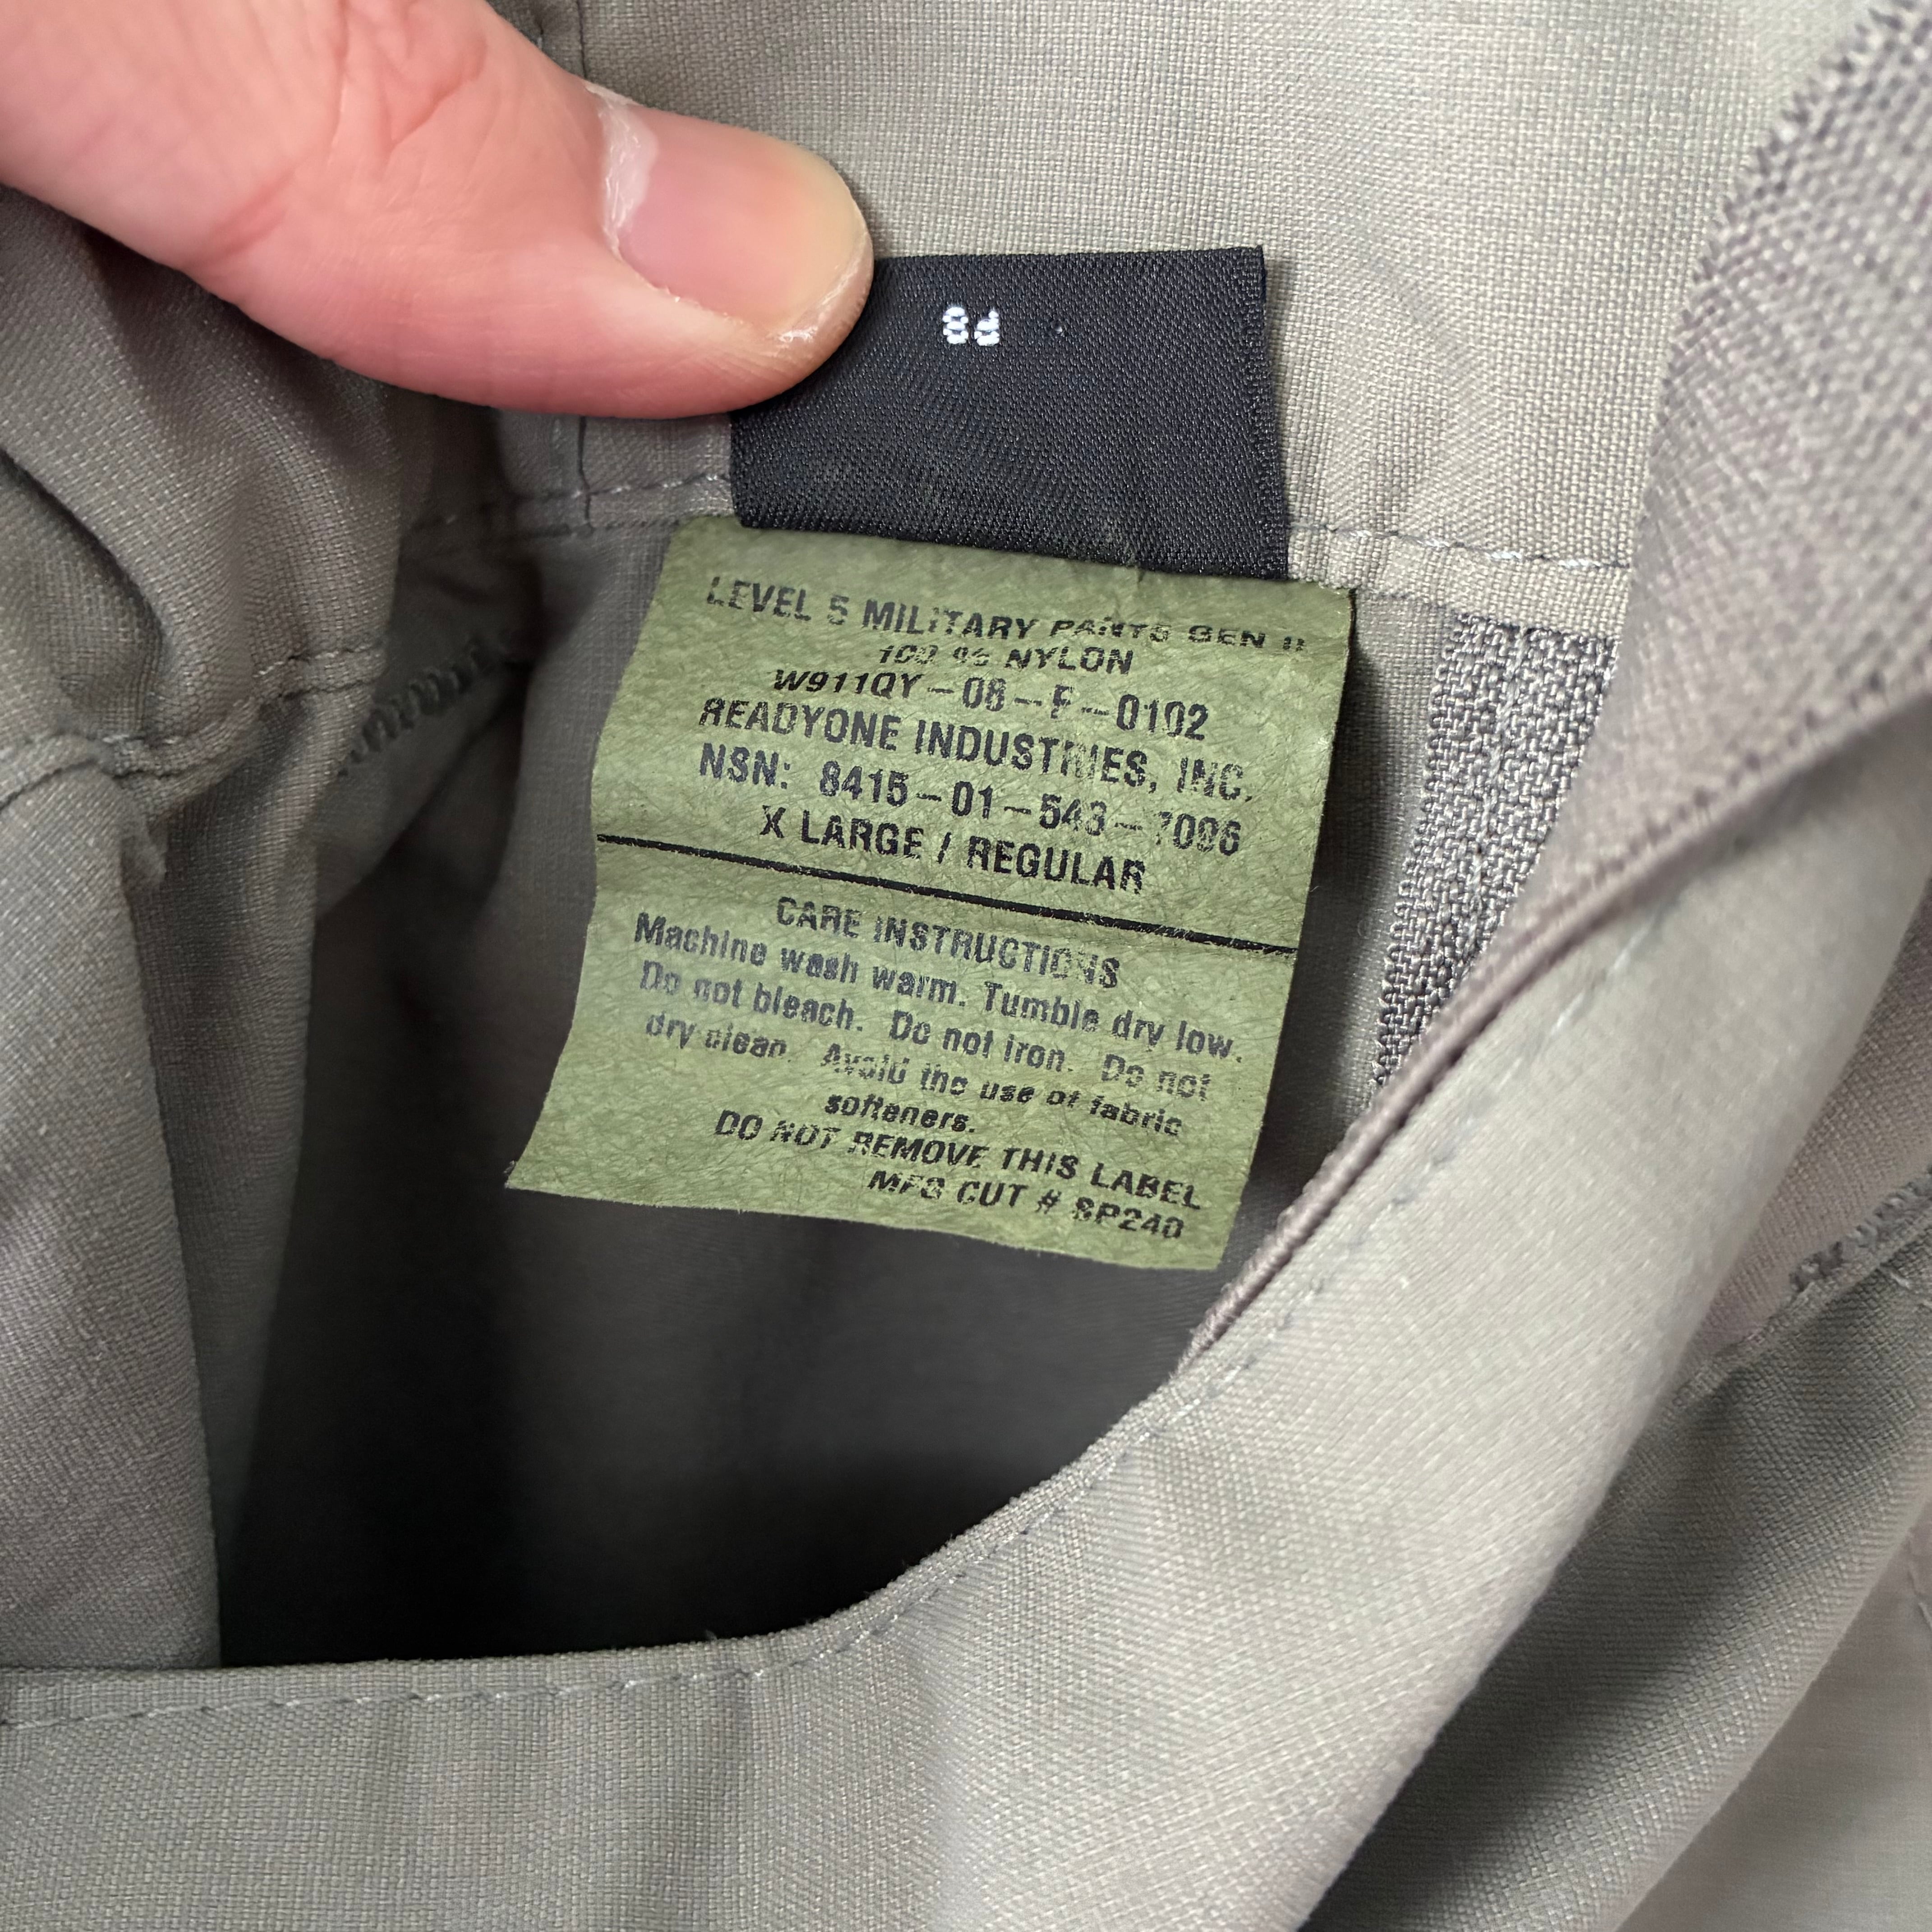 P8
LEVEL 5 MILITARY PANTS GEN II
100 % NYLON
W911QY-08-F-0102
READYONE INDUSTRIES, INC.
NSN: 8415-01-543-7096
X LARGE / REGULAR
CARE INSTRUCTIONS
Machine wash warm. Tumble dry low.
Do not bleach. Do not iron. Do not
dry clean. Avoid the use of fabric
softeners.
DO NOT REMOVE THIS LABEL
MFG CUT # SP240